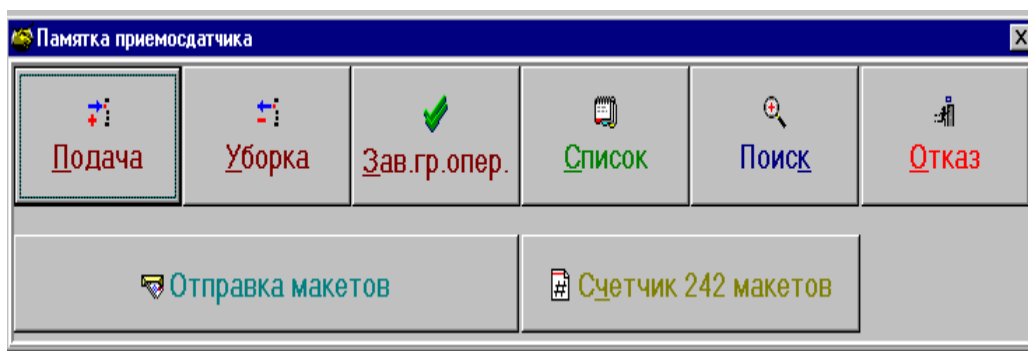 Памятка приемосдатчика
Подача Уборка Зав.гр.опер. Список Поиск Отказ
Отправка макетов Счетчик 242 макетов